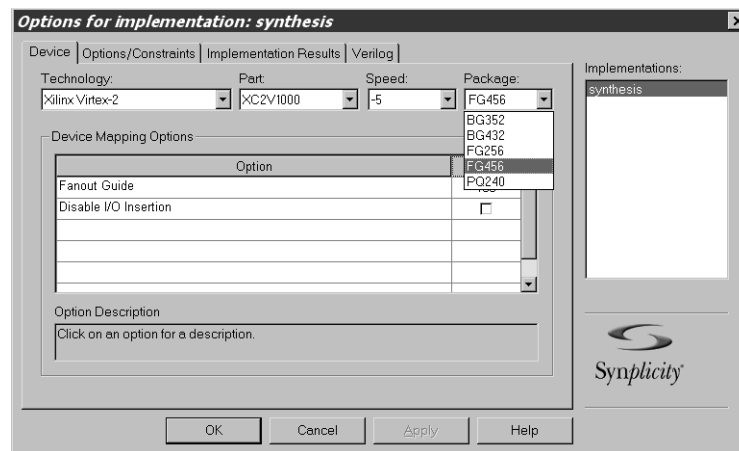 Options for implementation: synthesis
Device Options/Constraints Implementation Results Verilog
Technology: Part: Speed: Package:
Xilinx Virtex-2 XC2V1000 -5 FG456
BG352
BG432
FG256
FG456
PQ240
Device Mapping Options
Option
Fanout Guide
Disable I/O Insertion
Option Description
Click on an option for a description.
OK Cancel Apply Help
Implementations:
synthesis
Synplicity